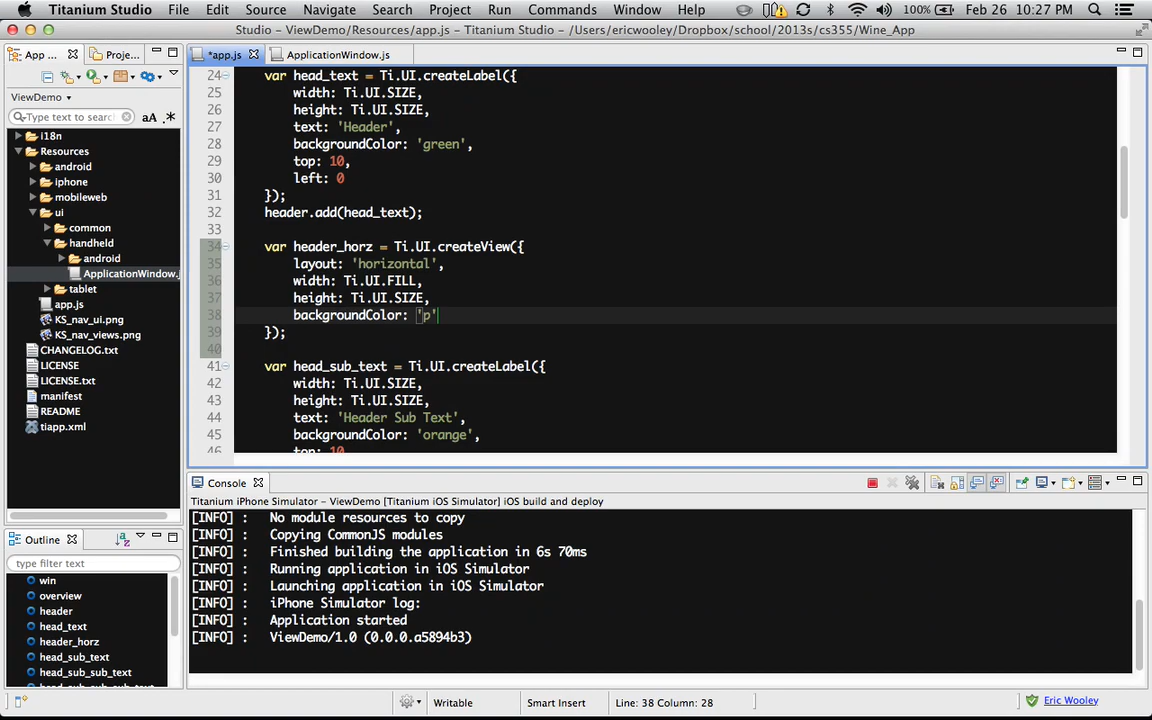 Titanium Studio File Edit Source Navigate Search Project Run Commands Window Help 100% Feb 26 10:27 PM
Studio - ViewDemo/Resources/app.js - Titanium Studio - /Users/ericwooley/Dropbox/school/2013s/cs355/Wine_App
App ... Proje...
*app.js ApplicationWindow.js
ViewDemo
Type text to searc aA .*
i18n
Resources
android
iphone
mobileweb
ui
common
handheld
android
ApplicationWindow.j
tablet
app.js
KS_nav_ui.png
KS_nav_views.png
CHANGELOG.txt
LICENSE
LICENSE.txt
manifest
README
tiapp.xml
24 var head_text = Ti.UI.createLabel({
25 width: Ti.UI.SIZE,
26 height: Ti.UI.SIZE,
27 text: 'Header',
28 backgroundColor: 'green',
29 top: 10,
30 left: 0
31 });
32 header.add(head_text);
33
34 var header_horz = Ti.UI.createView({
35 layout: 'horizontal',
36 width: Ti.UI.FILL,
37 height: Ti.UI.SIZE,
38 backgroundColor: 'p'
39 });
40
41 var head_sub_text = Ti.UI.createLabel({
42 width: Ti.UI.SIZE,
43 height: Ti.UI.SIZE,
44 text: 'Header Sub Text',
45 backgroundColor: 'orange',
46 top: 10
Outline
type filter text
win
overview
header
head_text
header_horz
head_sub_text
head_sub_sub_text
Console
Titanium iPhone Simulator - ViewDemo [Titanium iOS Simulator] iOS build and deploy
[INFO] : No module resources to copy
[INFO] : Copying CommonJS modules
[INFO] : Finished building the application in 6s 70ms
[INFO] : Running application in iOS Simulator
[INFO] : Launching application in iOS Simulator
[INFO] : iPhone Simulator log:
[INFO] : Application started
[INFO] : ViewDemo/1.0 (0.0.0.a5894b3)
Writable Smart Insert Line: 38 Column: 28 Eric Wooley